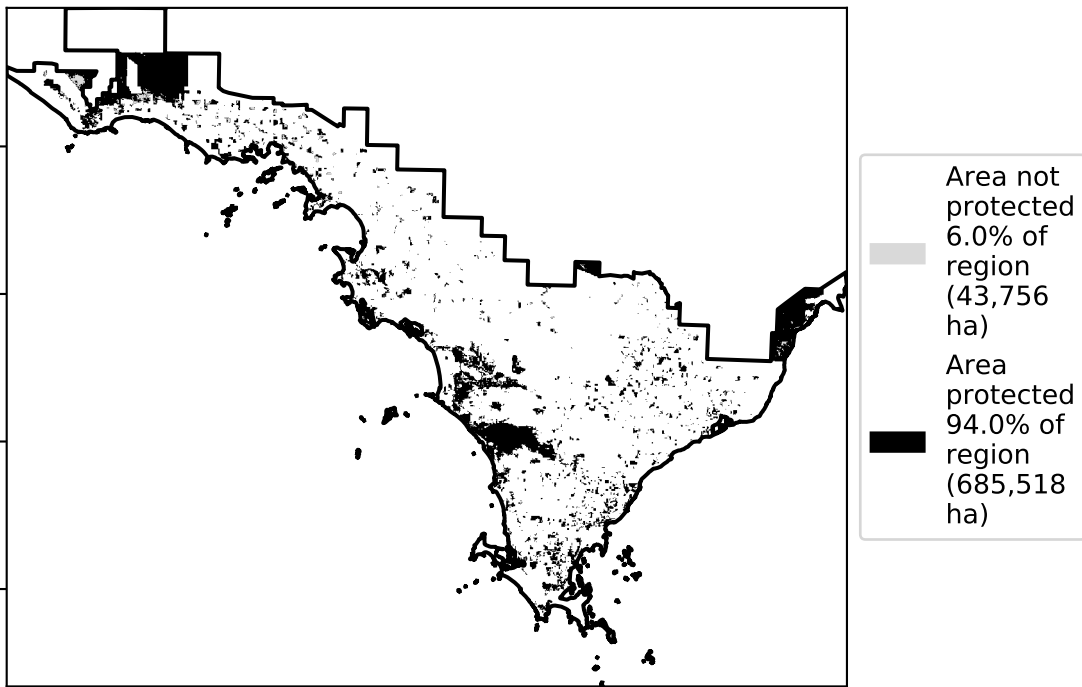 Area not
protected
6.0% of
region
(43,756
ha)
Area
protected
94.0% of
region
(685,518
ha)